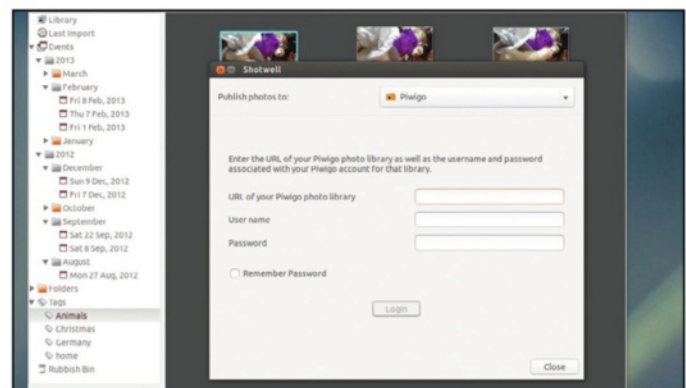 Library
Last Import
Events
2013
March
February
Fri 8 Feb, 2013
Thu 7 Feb, 2013
Fri 1 Feb, 2013
January
2012
December
Sun 9 Dec, 2012
Fri 7 Dec, 2012
October
September
Sat 22 Sep, 2012
Sat 8 Sep, 2012
August
Mon 27 Aug, 2012
Folders
Tags
Animals
Christmas
Germany
home
Rubbish Bin
Shotwell
Publish photos to:
Piwigo
Enter the URL of your Piwigo photo library as well as the username and password
associated with your Piwigo account for that library.
URL of your Piwigo photo library
User name
Password
Remember Password
Login
Close